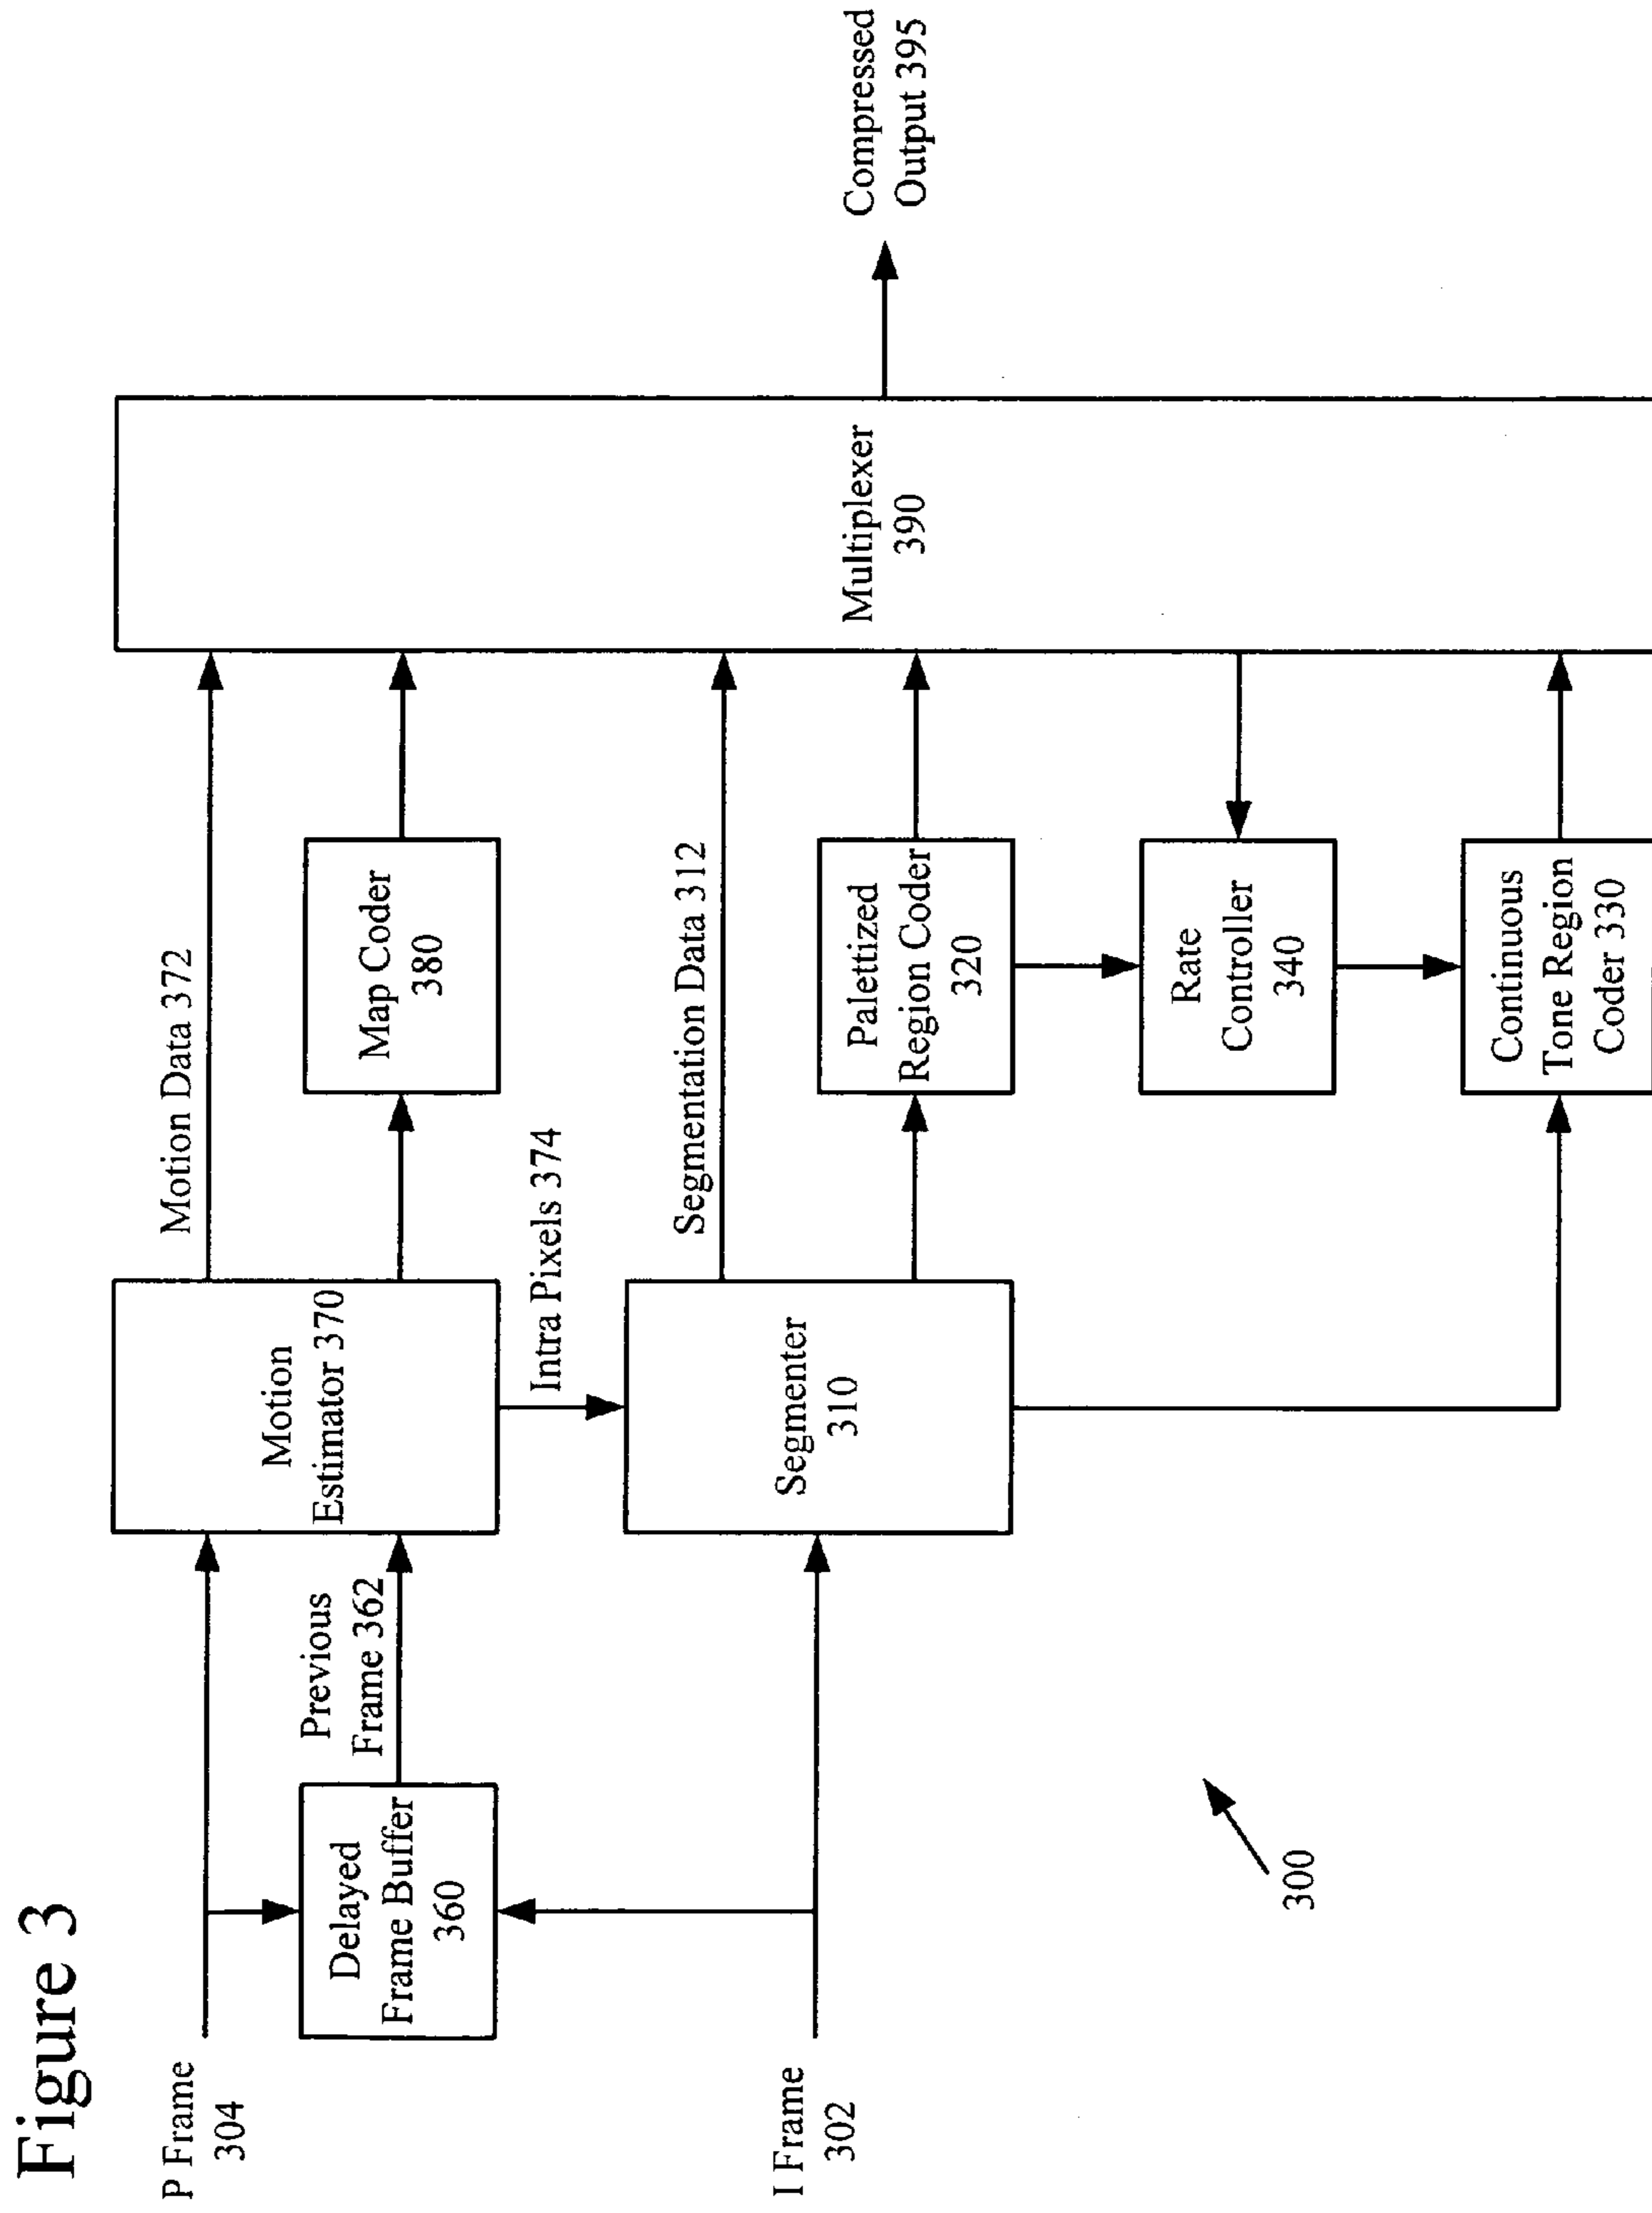 Figure 3
P Frame
304
Delayed
Frame Buffer
360
Previous
Frame 362
Motion
Estimator 370
Motion Data 372
Map Coder
380
Intra Pixels 374
I Frame
302
Segmenter
310
Segmentation Data 312
Palettized
Region Coder
320
Rate
Controller
340
Continuous
Tone Region
Coder 330
Multiplexer
390
Compressed
Output 395
300